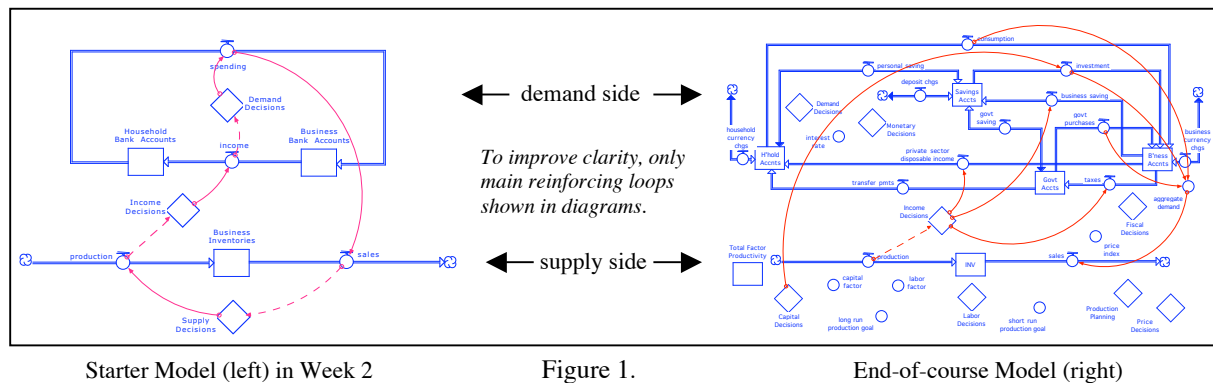 spending
Demand
Decisions
Household
Bank Accounts
income
Business
Bank Accounts
Income
Decisions
Business
Inventories
production
sales
Supply
Decisions
demand side
To improve clarity, only
main reinforcing loops
shown in diagrams.
supply side
consumption
personal saving
investment
deposit chgs
Savings
Accts
business saving
Demand
Decisions
Monetary
Decisions
govt
saving
govt
purchases
household
currency
chgs
interest
rate
business
currency
chgs
H'hold
Accnts
private sector
disposable income
B'ness
Accnts
transfer pmts
Govt
Accts
taxes
aggregate
demand
Income
Decisions
Fiscal
Decisions
Total Factor
Productivity
production
INV
sales
price
index
capital
factor
labor
factor
Capital
Decisions
long run
production goal
Labor
Decisions
short run
production goal
Production
Planning
Price
Decisions
Starter Model (left) in Week 2
Figure 1.
End-of-course Model (right)